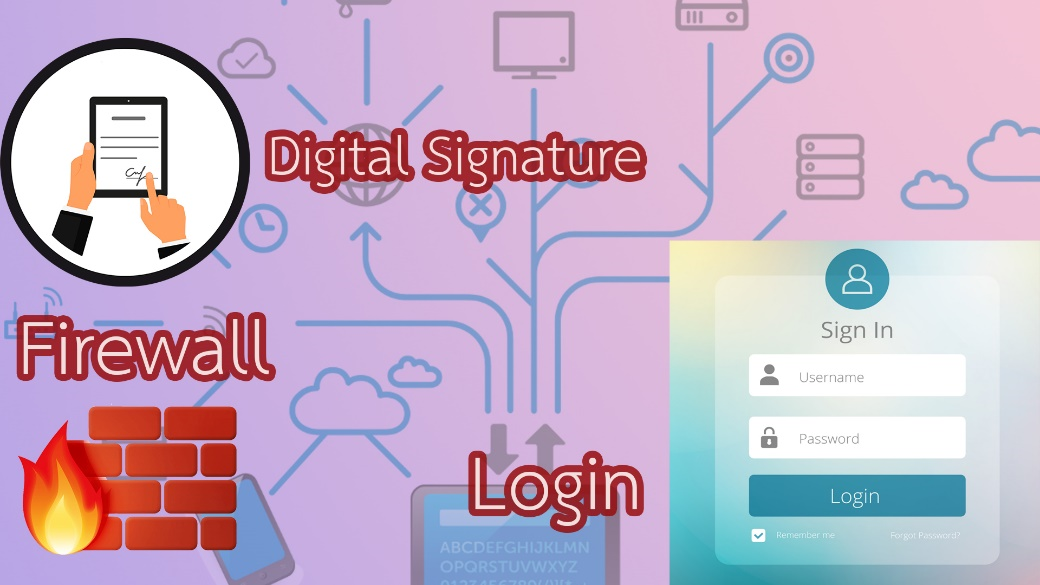 Digital Signature
Firewall
Sign In
Username
Password
Login
Login
Remember me
Forgot Password?
ABCDEFGHIJKLMN
OPQRSTUVWXYZ